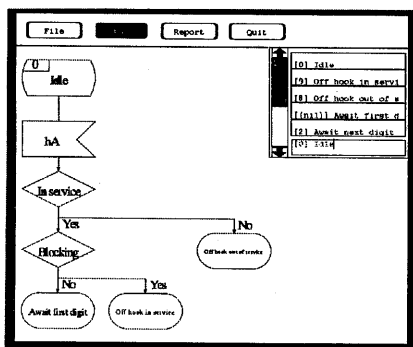 File
Report
Quit
[0] Idle
[9] Off hook in servi
[8] Off hook out of s
[(nil)] Await first d
[2] Await next digit
[0] Idle
0
Idle
hA
In service
Yes
No
Blocking
Off hook out of service
No
Yes
Await first digit
Off hook in service